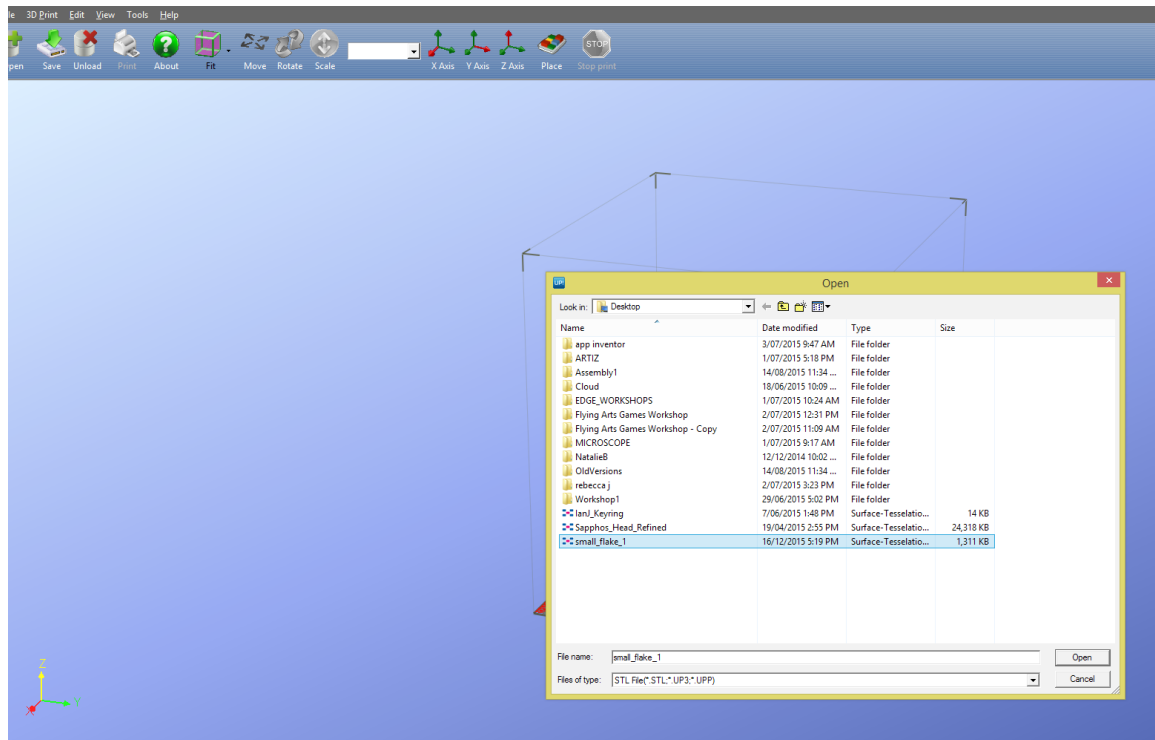 le 3D Print Edit View Tools Help
pen Save Unload Print About Fit Move Rotate Scale X Axis Y Axis Z Axis Place Stop print
STOP
UP Open
Look in: Desktop
Name Date modified Type Size
app inventor 3/07/2015 9:47 AM File folder
ARTIZ 1/07/2015 5:18 PM File folder
Assembly1 14/08/2015 11:34 ... File folder
Cloud 18/06/2015 10:09 ... File folder
EDGE_WORKSHOPS 1/07/2015 10:24 AM File folder
Flying Arts Games Workshop 2/07/2015 12:31 PM File folder
Flying Arts Games Workshop - Copy 2/07/2015 11:09 AM File folder
MICROSCOPE 1/07/2015 9:17 AM File folder
NatalieB 12/12/2014 10:02 ... File folder
OldVersions 14/08/2015 11:34 ... File folder
rebecca j 2/07/2015 3:23 PM File folder
Workshop1 29/06/2015 5:02 PM File folder
IanJ_Keyring 7/06/2015 1:48 PM Surface-Tesselatio... 14 KB
Sapphos_Head_Refined 19/04/2015 2:55 PM Surface-Tesselatio... 24,318 KB
small_flake_1 16/12/2015 5:19 PM Surface-Tesselatio... 1,311 KB
File name: small_flake_1 Open
Files of type: STL File(*.STL;*.UP3;*.UPP) Cancel
Z
X Y